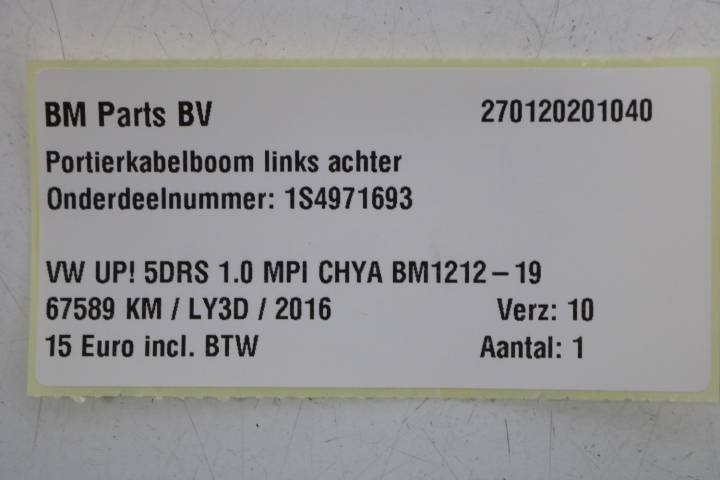 BM Parts BV 270120201040
Portierkabelboom links achter
Onderdeelnummer: 1S4971693
VW UP! 5DRS 1.0 MPI CHYA BM1212-19
67589 KM / LY3D / 2016 Verz: 10
15 Euro incl. BTW Aantal: 1